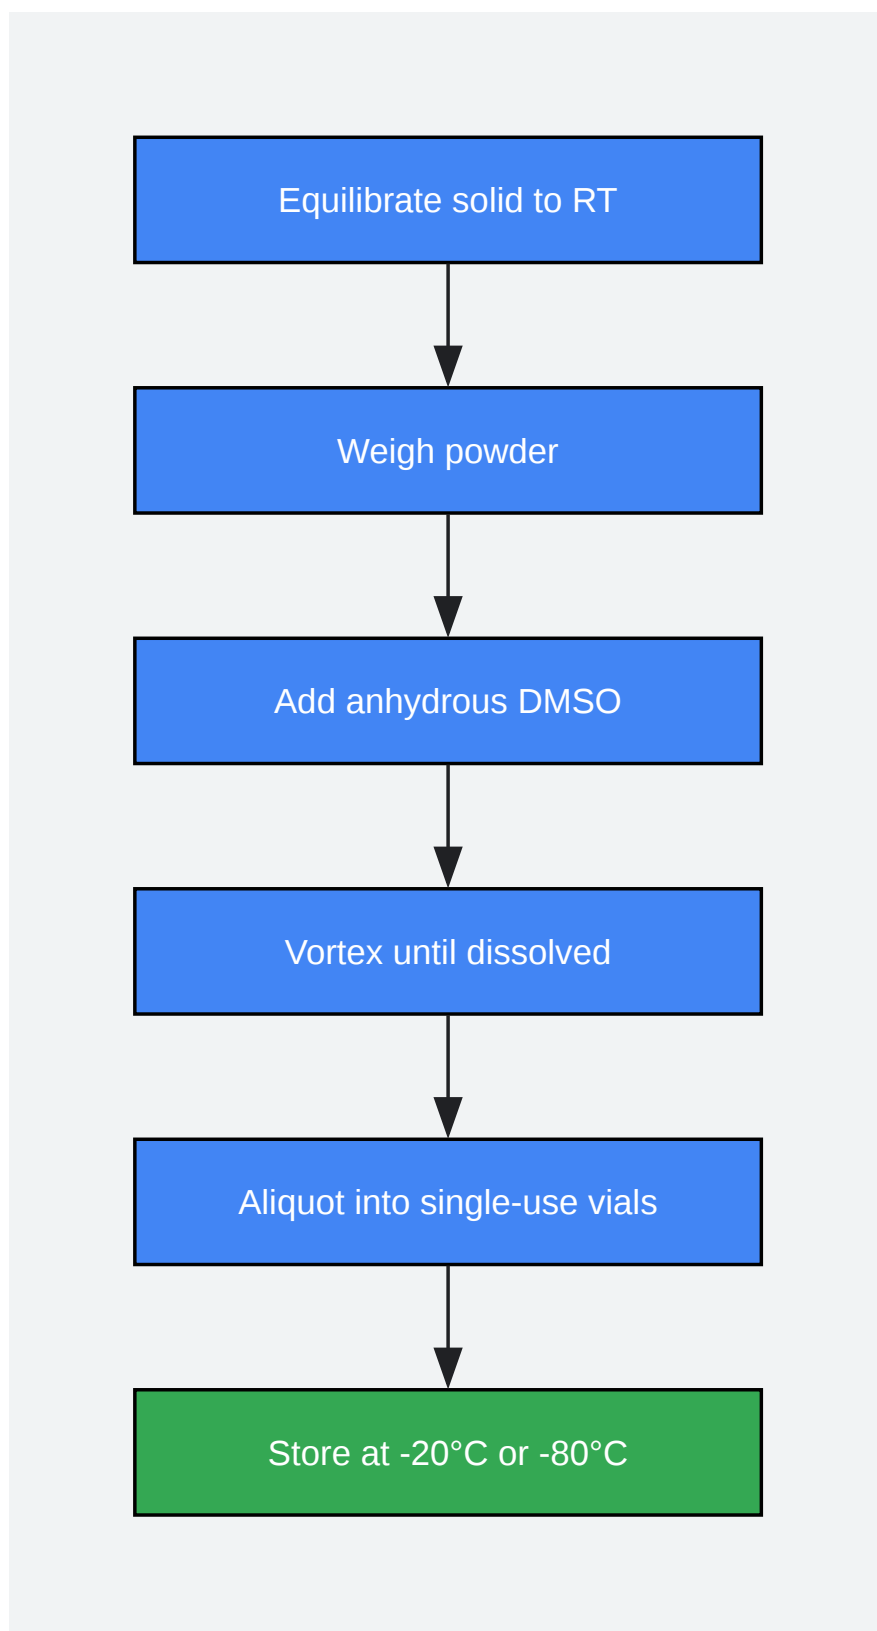 Equilibrate solid to RT
Weigh powder
Add anhydrous DMSO
Vortex until dissolved
Aliquot into single-use vials
Store at -20°C or -80°C